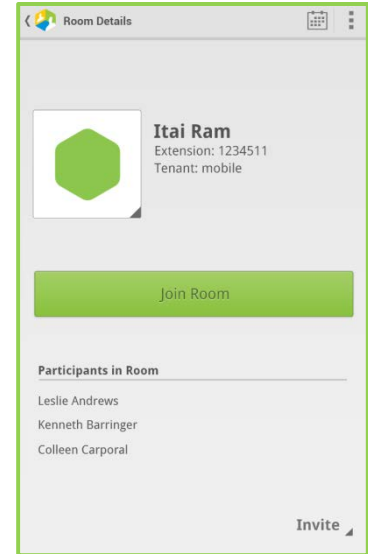 Room Details
Itai Ram
Extension: 1234511
Tenant: mobile
Join Room
Participants in Room
Leslie Andrews
Kenneth Barringer
Colleen Carporal
Invite